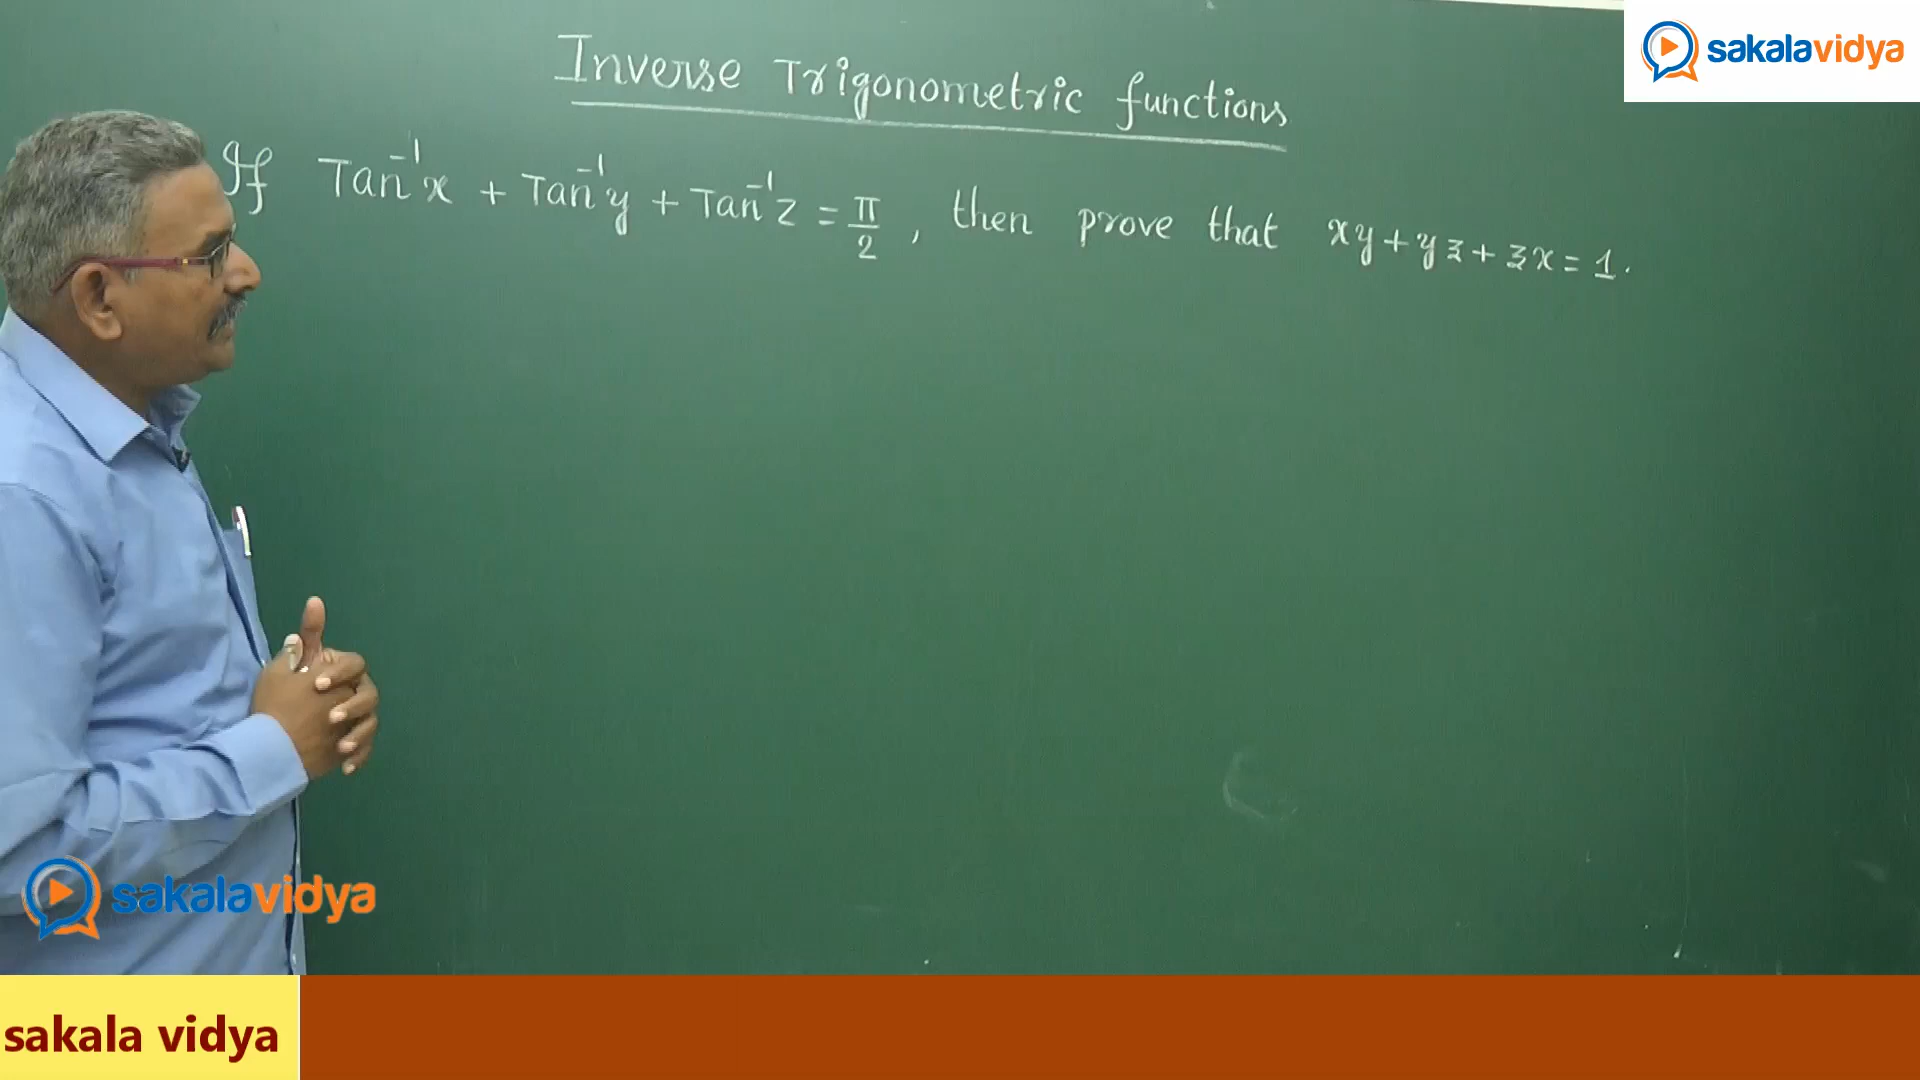 Inverse Trigonometric functions
sakalavidya
If Tan⁻¹x + Tan⁻¹y + Tan⁻¹z = π/2 , then prove that xy + yz + zx = 1.
sakalavidya
sakala vidya